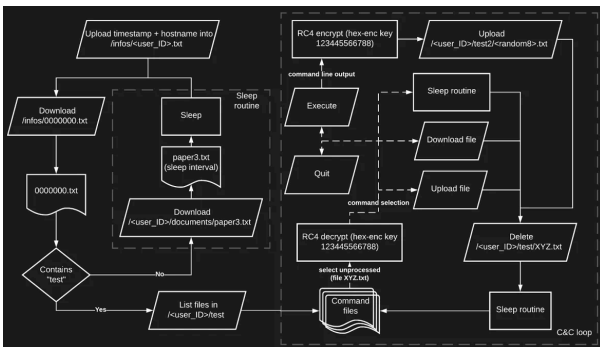 Upload timestamp + hostname into
/infos/<user_ID>.txt
Download
/infos/0000000.txt
0000000.txt
Contains
"test"
No
Yes
Sleep
routine
Sleep
paper3.txt
(sleep interval)
Download
/<user_ID>/documents/paper3.txt
List files in
/<user_ID>/test
RC4 encrypt (hex-enc key
123445566788)
Upload
/<user_ID>/test2/<random8>.txt
command line output
Execute
Sleep routine
Download file
Quit
Upload file
command selection
RC4 decrypt (hex-enc key
123445566788)
Delete
/<user_ID>/test/XYZ.txt
select unprocessed
(file XYZ.txt)
Command
files
Sleep routine
C&C loop